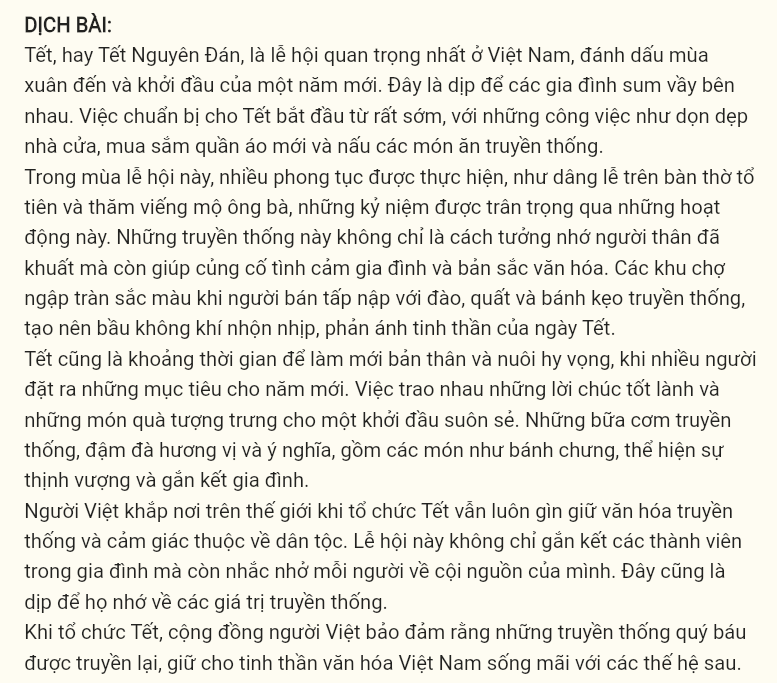 DỊCH BÀI:
Tết, hay Tết Nguyên Đán, là lễ hội quan trọng nhất ở Việt Nam, đánh dấu mùa
xuân đến và khởi đầu của một năm mới. Đây là dịp để các gia đình sum vầy bên
nhau. Việc chuẩn bị cho Tết bắt đầu từ rất sớm, với những công việc như dọn dẹp
nhà cửa, mua sắm quần áo mới và nấu các món ăn truyền thống.
Trong mùa lễ hội này, nhiều phong tục được thực hiện, như dâng lễ trên bàn thờ tổ
tiên và thăm viếng mộ ông bà, những kỷ niệm được trân trọng qua những hoạt
động này. Những truyền thống này không chỉ là cách tưởng nhớ người thân đã
khuất mà còn giúp củng cố tình cảm gia đình và bản sắc văn hóa. Các khu chợ
ngập tràn sắc màu khi người bán tấp nập với đào, quất và bánh kẹo truyền thống,
tạo nên bầu không khí nhộn nhịp, phản ánh tinh thần của ngày Tết.
Tết cũng là khoảng thời gian để làm mới bản thân và nuôi hy vọng, khi nhiều người
đặt ra những mục tiêu cho năm mới. Việc trao nhau những lời chúc tốt lành và
những món quà tượng trưng cho một khởi đầu suôn sẻ. Những bữa cơm truyền
thống, đậm đà hương vị và ý nghĩa, gồm các món như bánh chưng, thể hiện sự
thịnh vượng và gắn kết gia đình.
Người Việt khắp nơi trên thế giới khi tổ chức Tết vẫn luôn gìn giữ văn hóa truyền
thống và cảm giác thuộc về dân tộc. Lễ hội này không chỉ gắn kết các thành viên
trong gia đình mà còn nhắc nhở mỗi người về cội nguồn của mình. Đây cũng là
dịp để họ nhớ về các giá trị truyền thống.
Khi tổ chức Tết, cộng đồng người Việt bảo đảm rằng những truyền thống quý báu
được truyền lại, giữ cho tinh thần văn hóa Việt Nam sống mãi với các thế hệ sau.